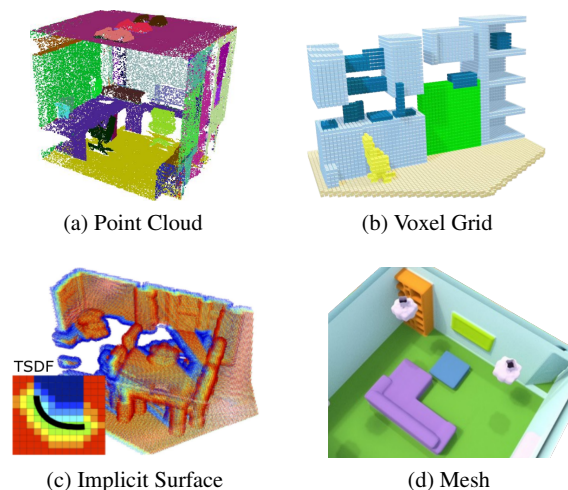 (a) Point Cloud
(b) Voxel Grid
TSDF
(c) Implicit Surface
(d) Mesh